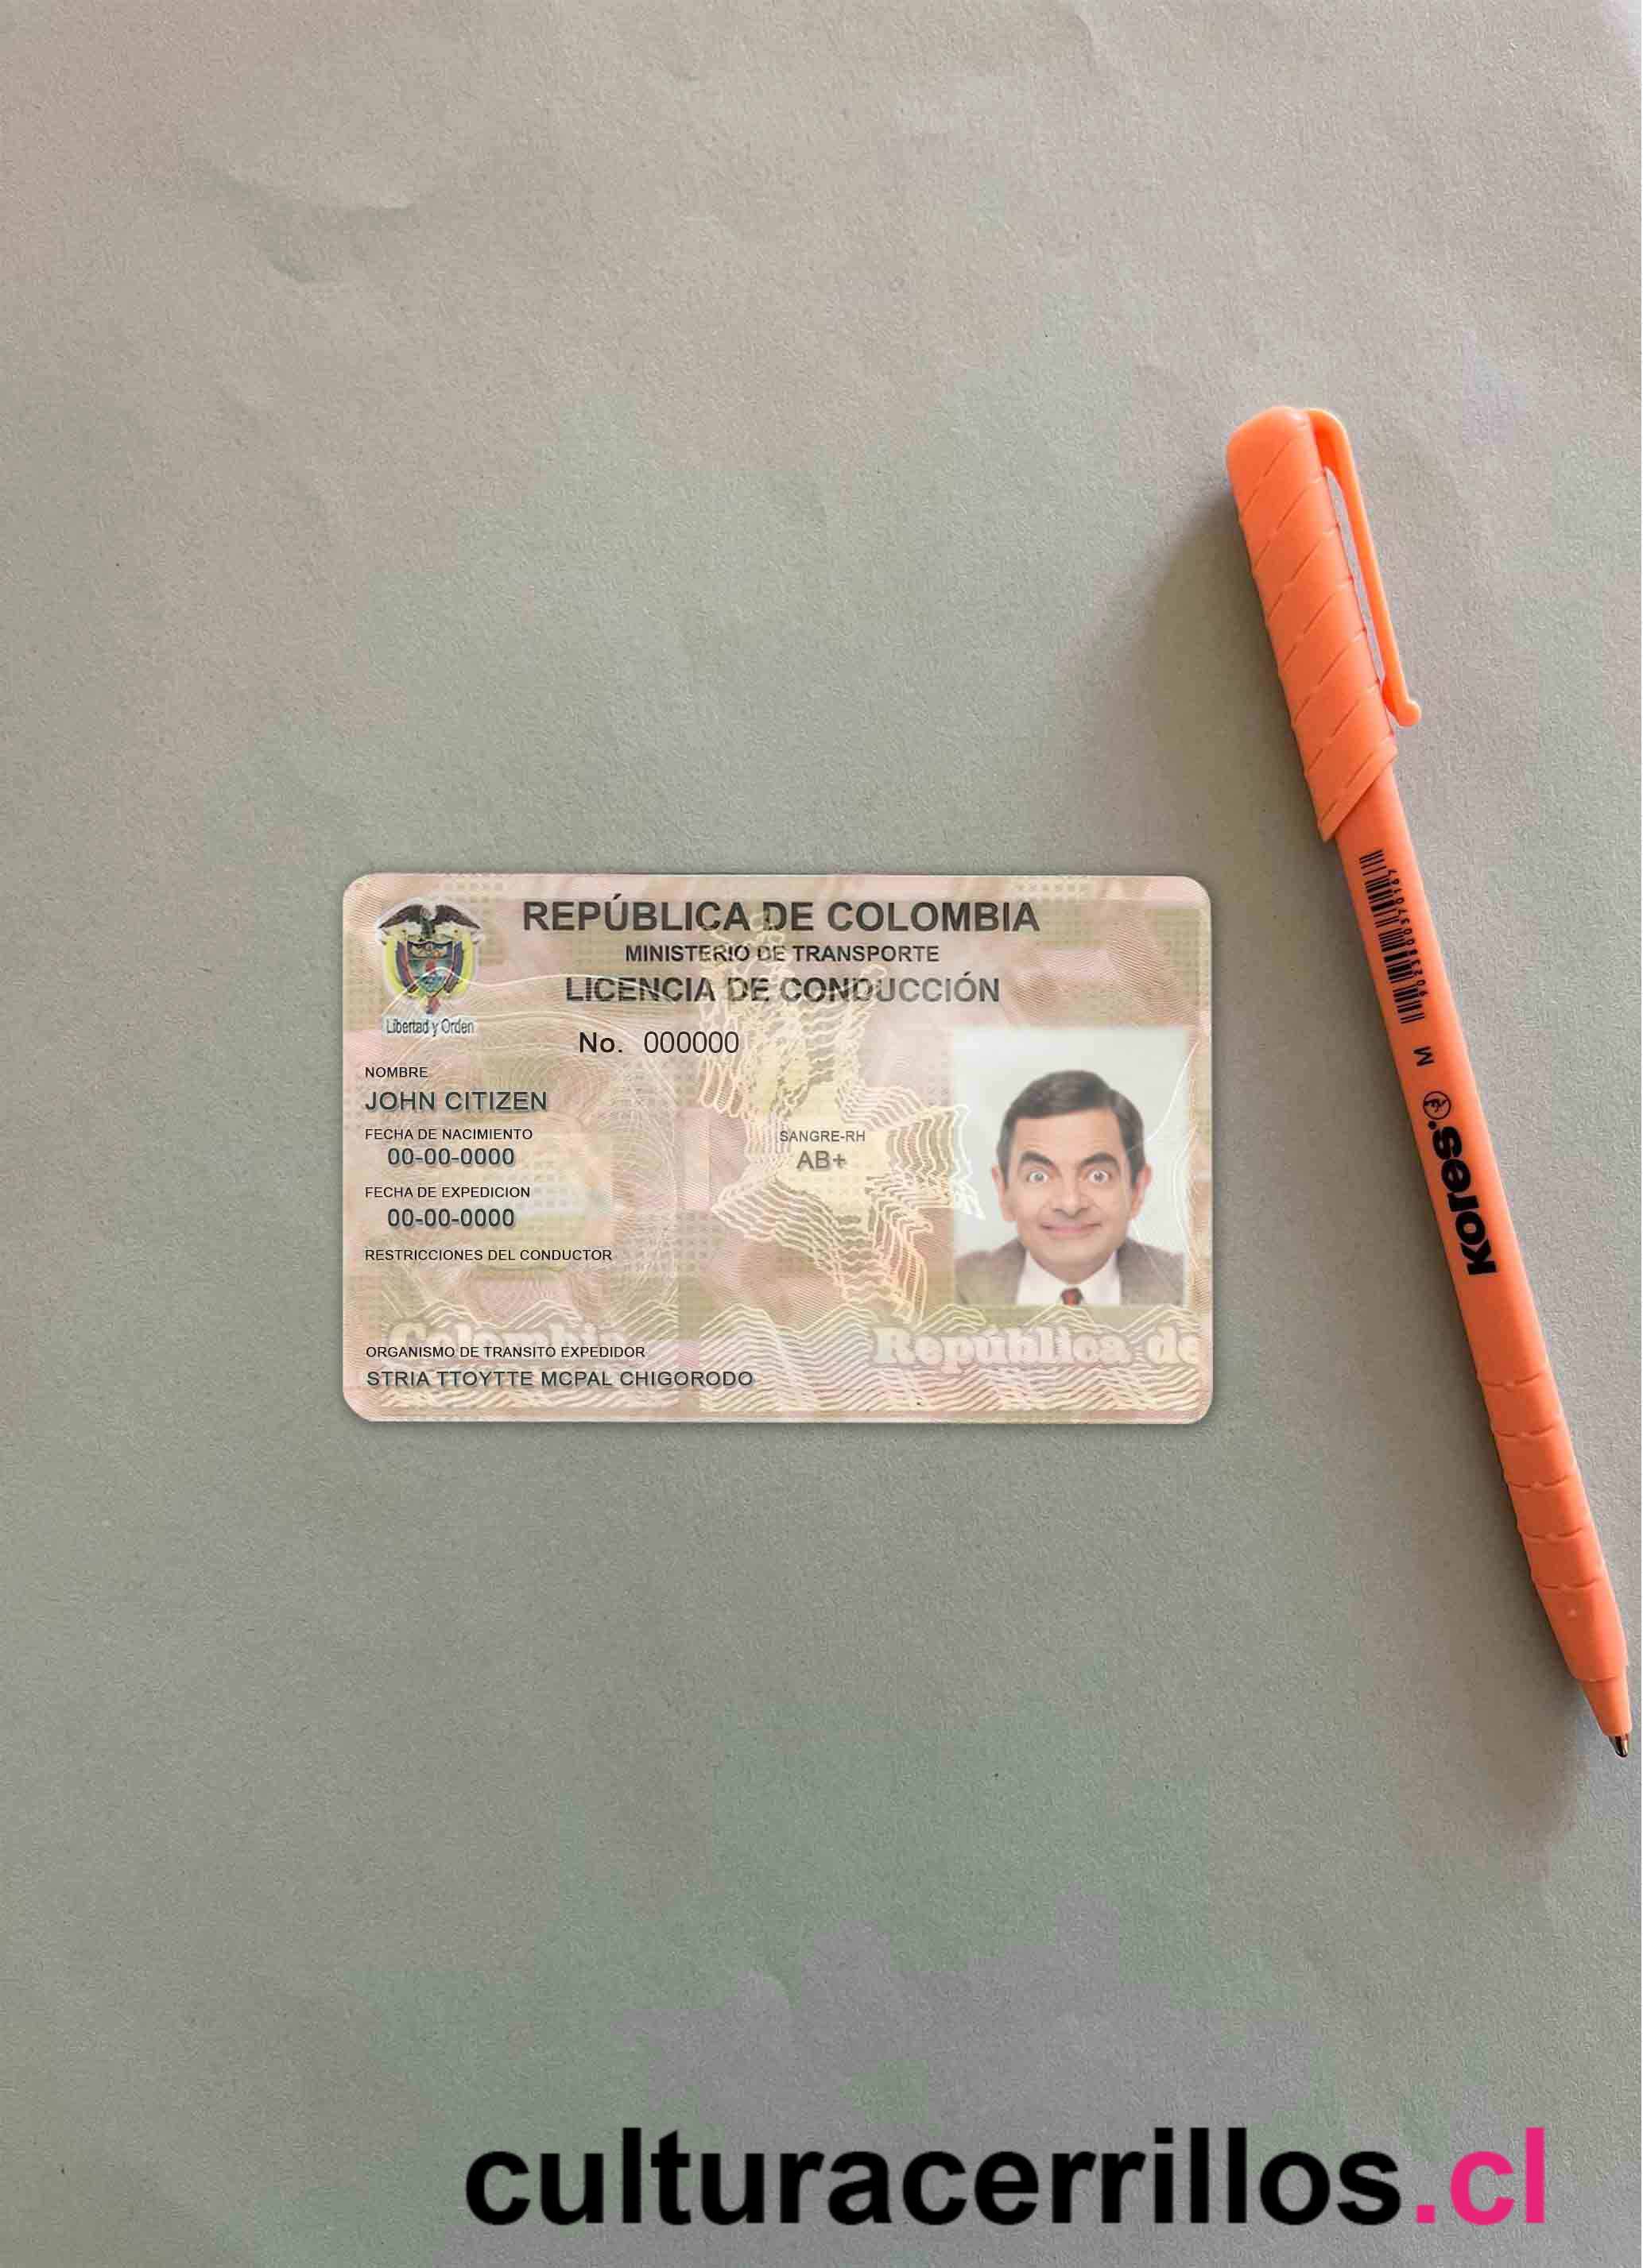 REPÚBLICA DE COLOMBIA
MINISTERIO DE TRANSPORTE
LICENCIA DE CONDUCCIÓN
Libertad y Orden
No. 000000
NOMBRE
JOHN CITIZEN
FECHA DE NACIMIENTO
00-00-0000
SANGRE-RH
AB+
FECHA DE EXPEDICION
00-00-0000
RESTRICCIONES DEL CONDUCTOR
Colombia
República de
ORGANISMO DE TRANSITO EXPEDIDOR
STRIA TTOYTTE MCPAL CHIGORODO
M
Kores
culturacerrillos.cl